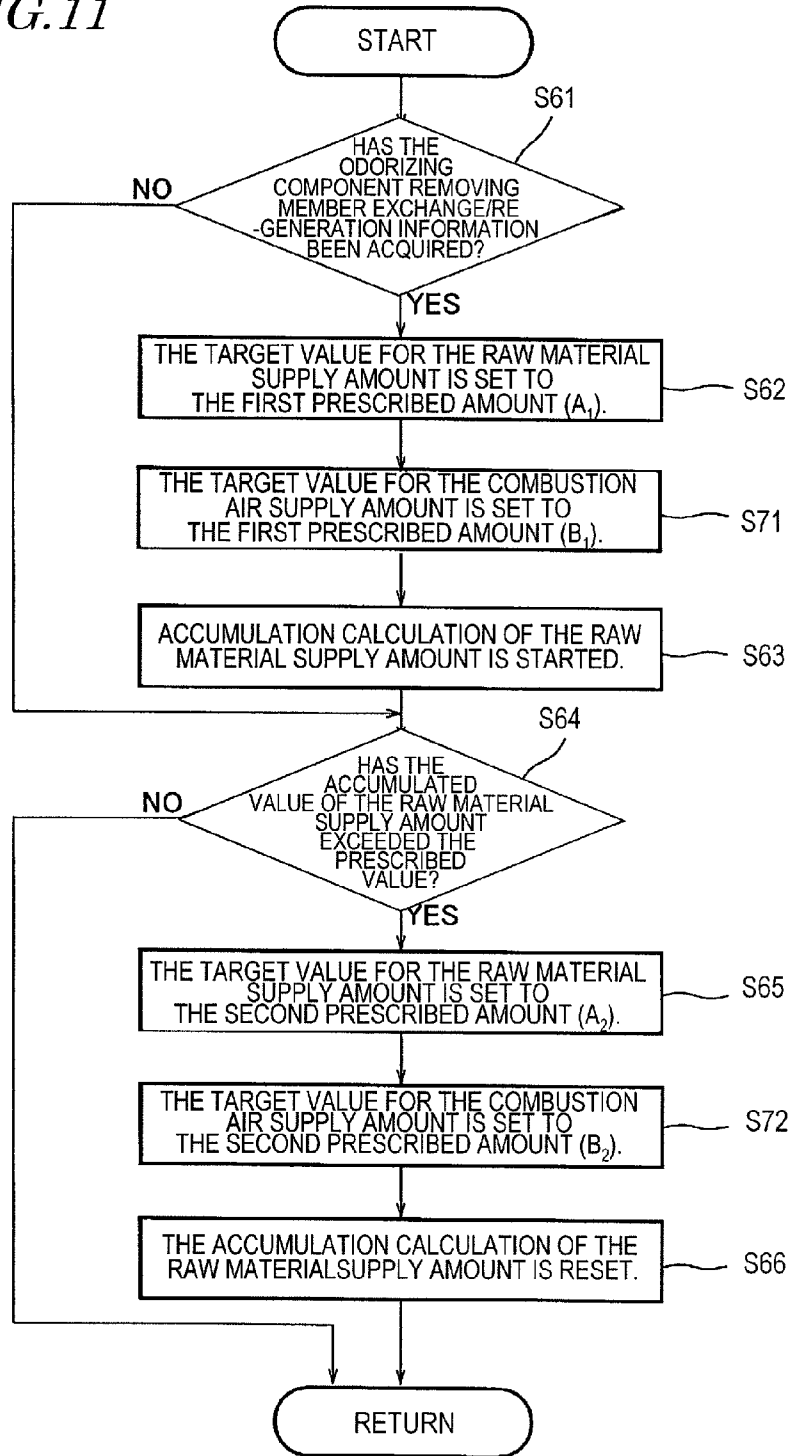 FIG.11
START
S61
HAS THE
ODORIZING
COMPONENT REMOVING
MEMBER EXCHANGE/RE
-GENERATION INFORMATION
BEEN ACQUIRED?
NO
YES
THE TARGET VALUE FOR THE RAW MATERIAL
SUPPLY AMOUNT IS SET TO
THE FIRST PRESCRIBED AMOUNT (A₁).
S62
THE TARGET VALUE FOR THE COMBUSTION
AIR SUPPLY AMOUNT IS SET TO
THE FIRST PRESCRIBED AMOUNT (B₁).
S71
ACCUMULATION CALCULATION OF THE RAW
MATERIAL SUPPLY AMOUNT IS STARTED.
S63
S64
HAS THE
ACCUMULATED
VALUE OF THE RAW MATERIAL
SUPPLY AMOUNT
EXCEEDED THE
PRESCRIBED
VALUE?
NO
YES
THE TARGET VALUE FOR THE RAW MATERIAL
SUPPLY AMOUNT IS SET TO
THE SECOND PRESCRIBED AMOUNT (A₂).
S65
THE TARGET VALUE FOR THE COMBUSTION
AIR SUPPLY AMOUNT IS SET TO
THE SECOND PRESCRIBED AMOUNT (B₂).
S72
THE ACCUMULATION CALCULATION OF THE
RAW MATERIALSUPPLY AMOUNT IS RESET.
S66
RETURN